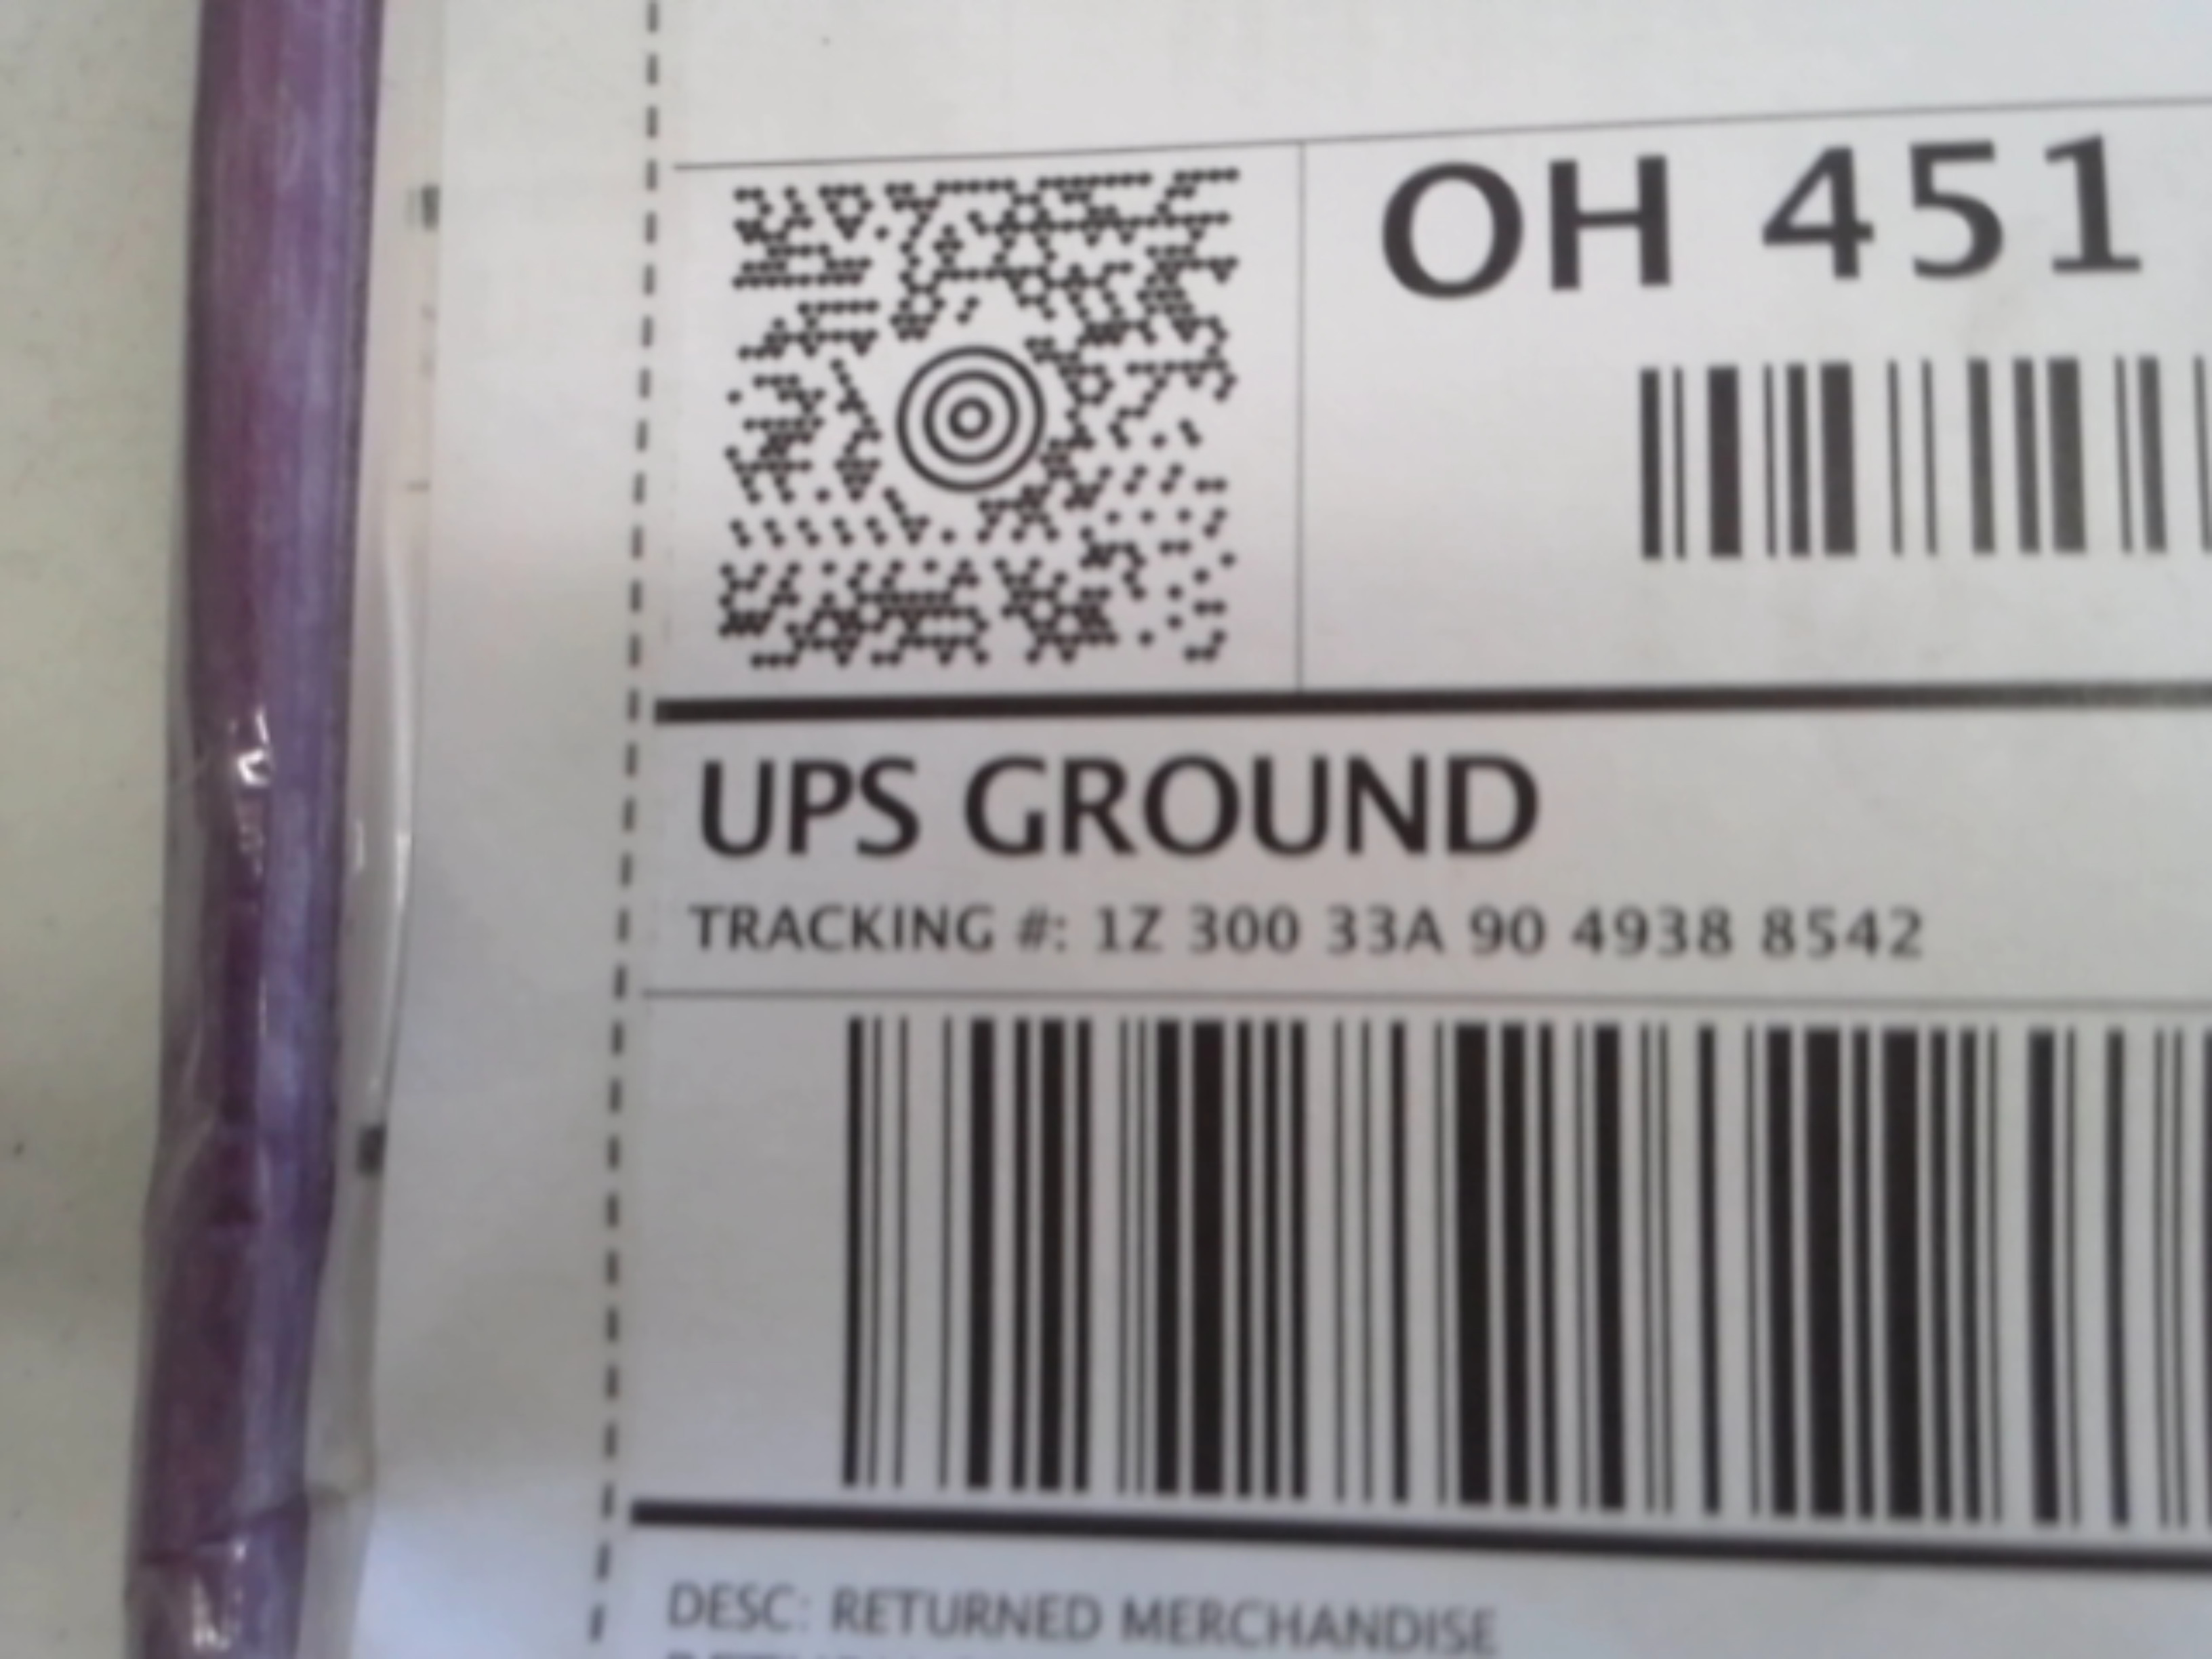 OH 451
UPS GROUND
TRACKING #: 1Z 300 33A 90 4938 8542
DESC: RETURNED MERCHANDISE